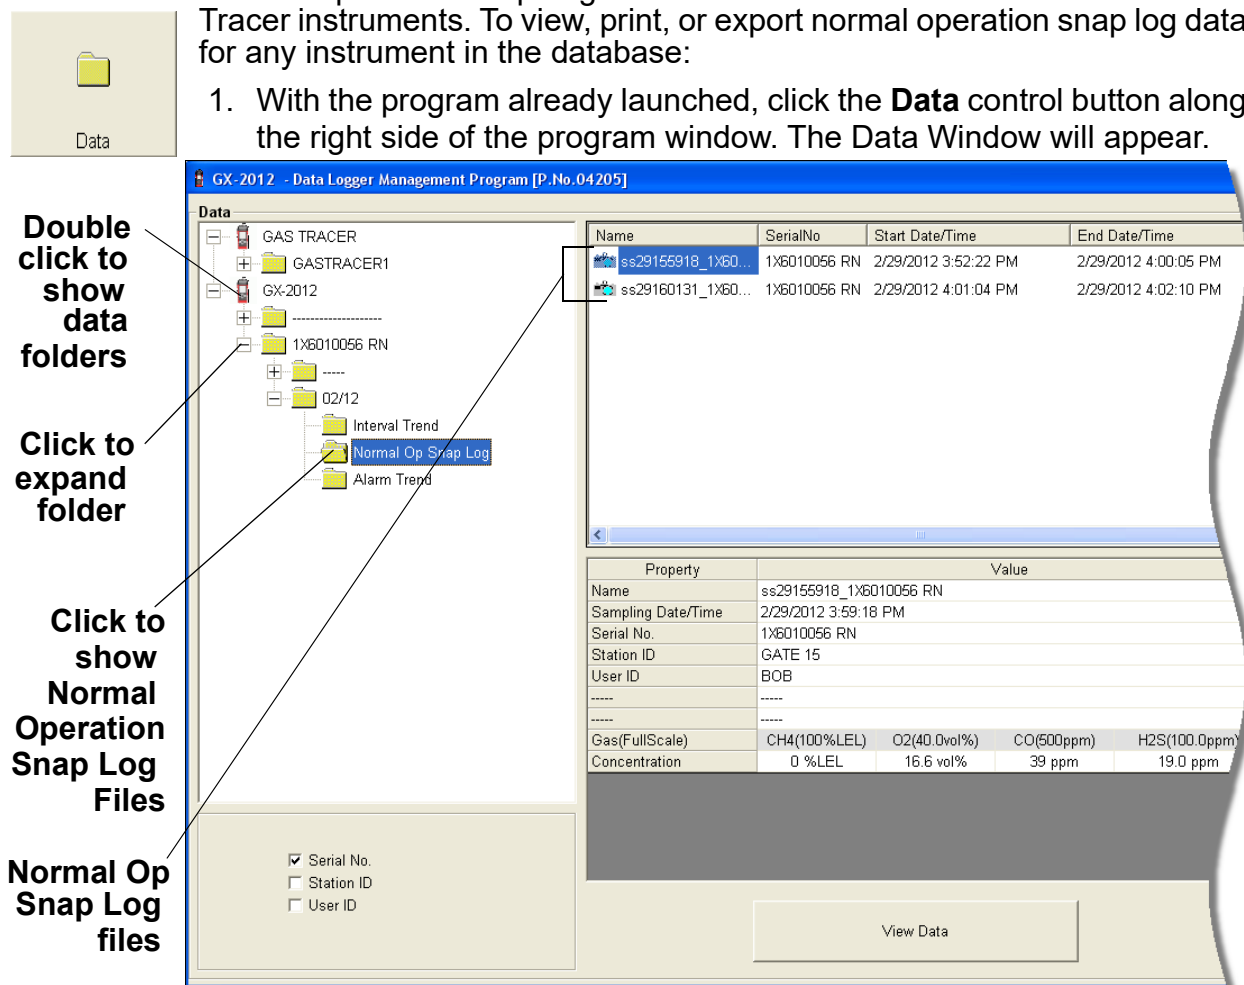 Tracer instruments. To view, print, or export normal operation snap log data
for any instrument in the database:
Data
1. With the program already launched, click the Data control button along
the right side of the program window. The Data Window will appear.
GX-2012 - Data Logger Management Program [P.No.04205]
Double
click to
show
data
folders
Click to
expand
folder
Click to
show
Normal
Operation
Snap Log
Files
Normal Op
Snap Log
files
Data
GAS TRACER
GASTRACER1
GX-2012
-------------------
1X6010056 RN
-----
02/12
Interval Trend
Normal Op Snap Log
Alarm Trend
Serial No.
Station ID
User ID
Name SerialNo Start Date/Time End Date/Time
ss29155918_1X60... 1X6010056 RN 2/29/2012 3:52:22 PM 2/29/2012 4:00:05 PM
ss29160131_1X60... 1X6010056 RN 2/29/2012 4:01:04 PM 2/29/2012 4:02:10 PM
Property Value
Name ss29155918_1X6010056 RN
Sampling Date/Time 2/29/2012 3:59:18 PM
Serial No. 1X6010056 RN
Station ID GATE 15
User ID BOB
----- -----
----- -----
Gas(FullScale) CH4(100%LEL) O2(40.0vol%) CO(500ppm) H2S(100.0ppm)
Concentration 0 %LEL 16.6 vol% 39 ppm 19.0 ppm
View Data